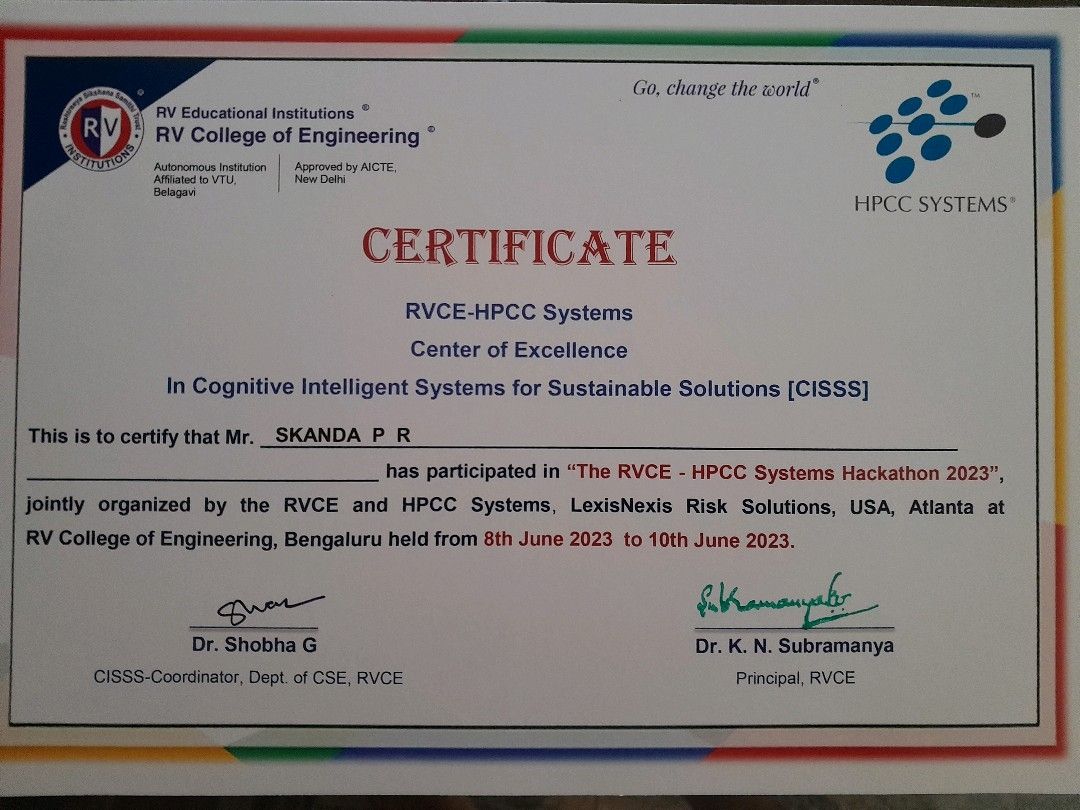 Go, change the world®
Rashtreeya Sikshana Samithi Trust
RV
INSTITUTIONS
RV Educational Institutions ®
RV College of Engineering ®
Autonomous Institution
Affiliated to VTU,
Belagavi
Approved by AICTE,
New Delhi
HPCC SYSTEMS®
CERTIFICATE
RVCE-HPCC Systems
Center of Excellence
In Cognitive Intelligent Systems for Sustainable Solutions [CISSS]
This is to certify that Mr. SKANDA P R
has participated in “The RVCE - HPCC Systems Hackathon 2023”,
jointly organized by the RVCE and HPCC Systems, LexisNexis Risk Solutions, USA, Atlanta at
RV College of Engineering, Bengaluru held from 8th June 2023 to 10th June 2023.
Dr. Shobha G
CISSS-Coordinator, Dept. of CSE, RVCE
Dr. K. N. Subramanya
Principal, RVCE